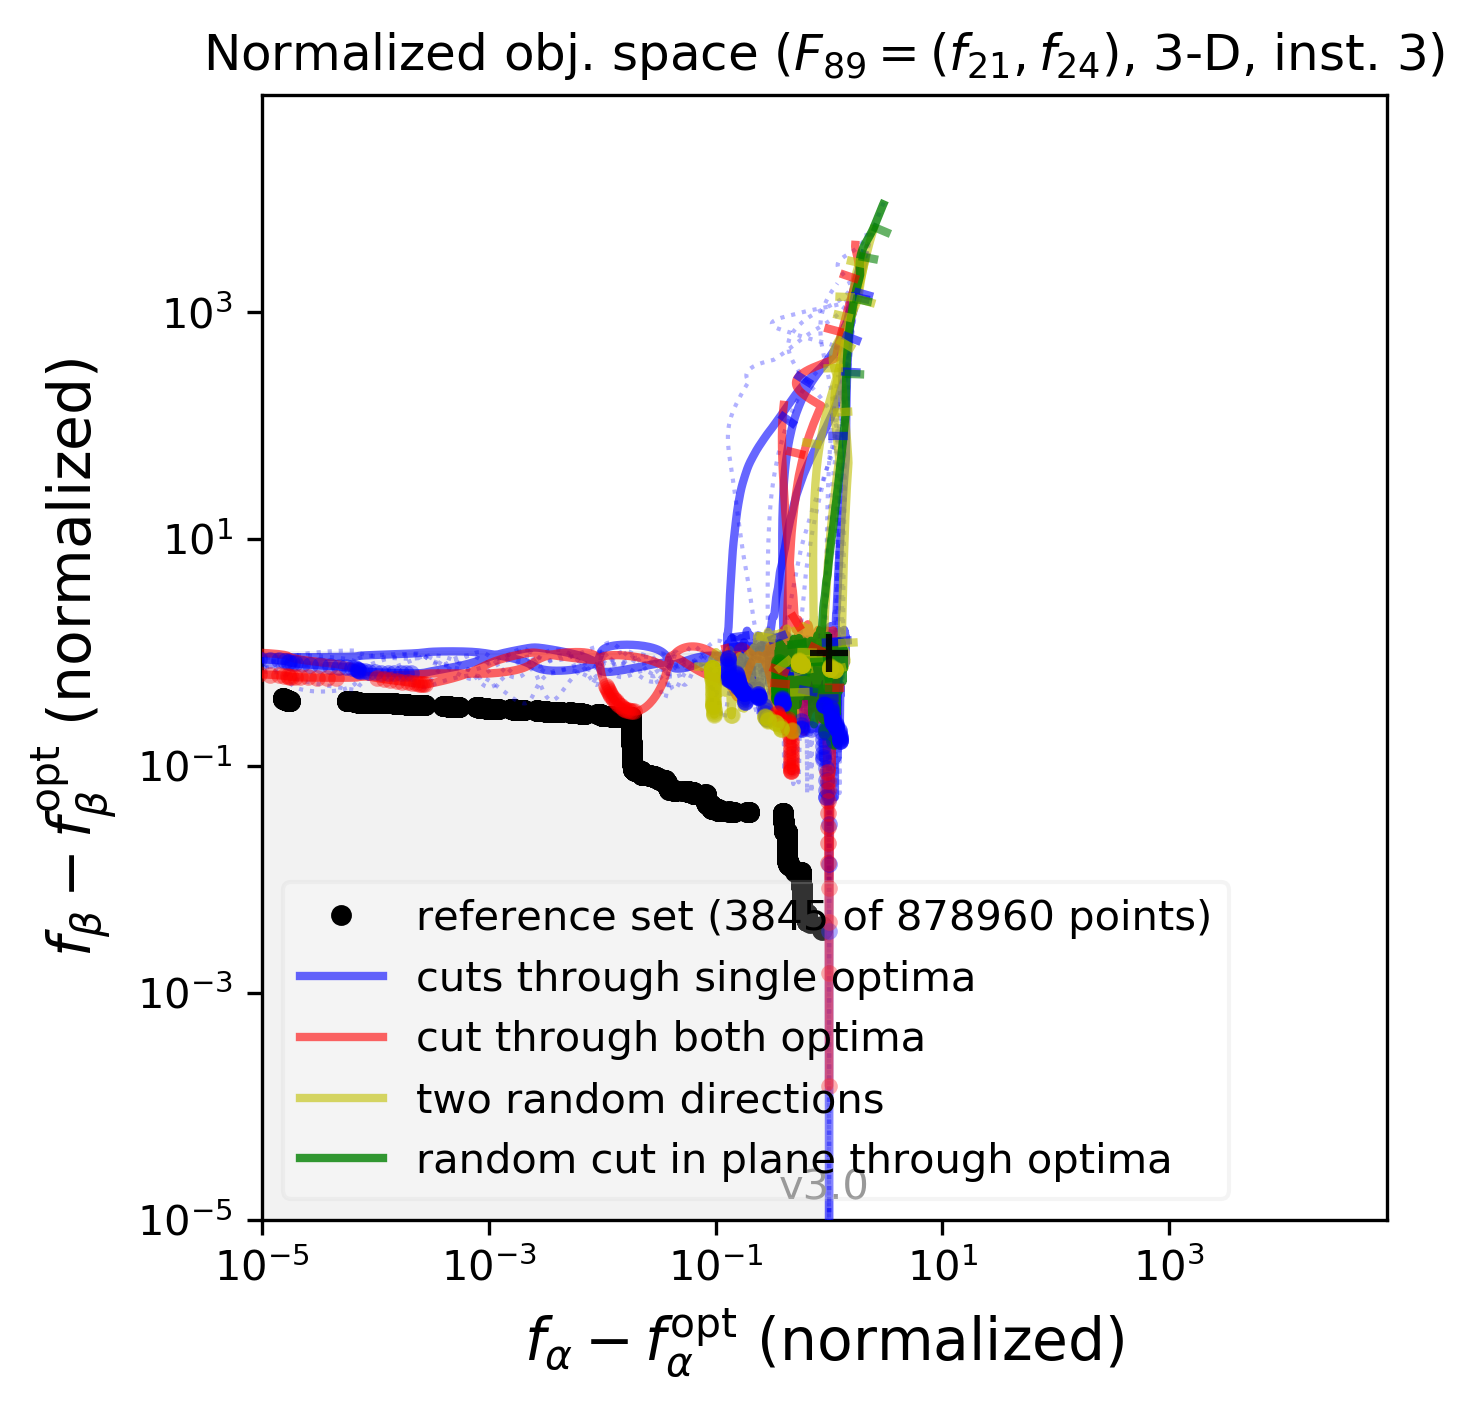 Normalized obj. space (F₈₉ = (f₂₁, f₂₄), 3-D, inst. 3)
10³
10¹
10⁻¹
10⁻³
10⁻⁵
f_β − f_β^opt (normalized)
reference set (3845 of 878960 points)
cuts through single optima
cut through both optima
two random directions
random cut in plane through optima
v3.0
10⁻⁵ 10⁻³ 10⁻¹ 10¹ 10³
f_α − f_α^opt (normalized)